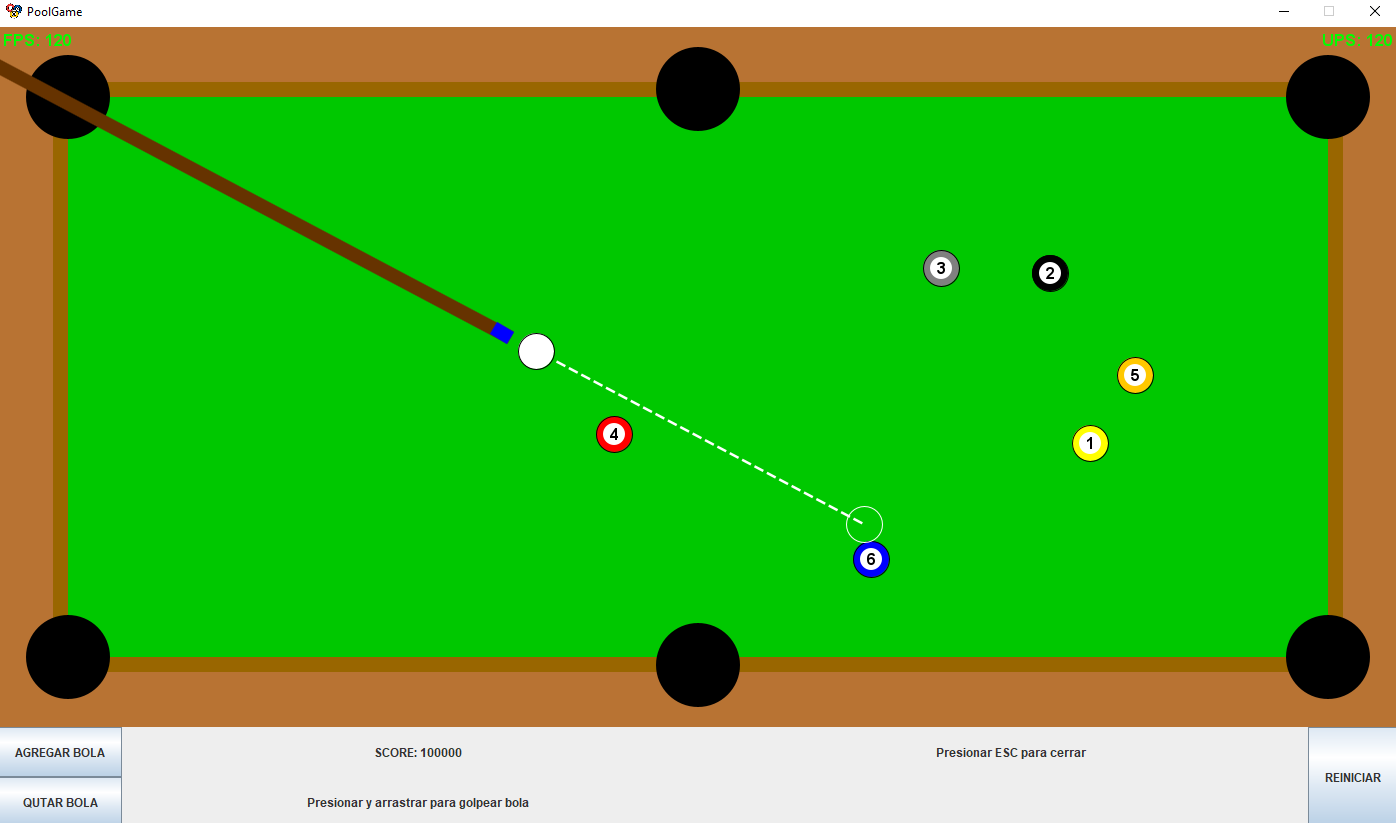 PoolGame
FPS: 120
UPS: 120
3
2
5
4
1
6
AGREGAR BOLA
SCORE: 100000
Presionar ESC para cerrar
REINICIAR
QUTAR BOLA
Presionar y arrastrar para golpear bola